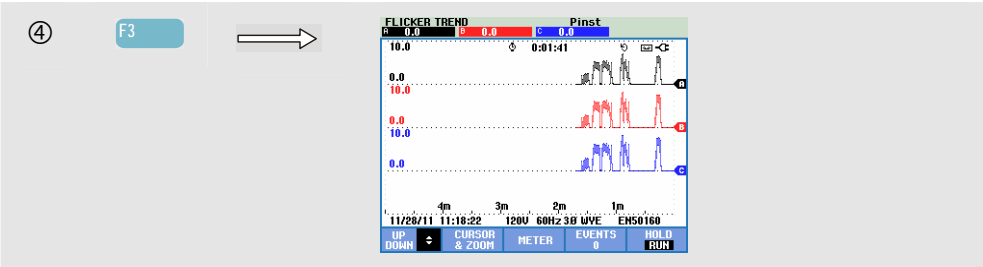 ④ F3
FLICKER TREND Pinst
A 0.0 B 0.0 C 0.0
10.0 0:01:41
0.0 A
10.0
0.0 B
10.0
0.0 C
4m 3m 2m 1m
11/28/11 11:18:22 120V 60Hz 3Ø WYE EN50160
UP DOWN CURSOR & ZOOM METER EVENTS 0 HOLD RUN